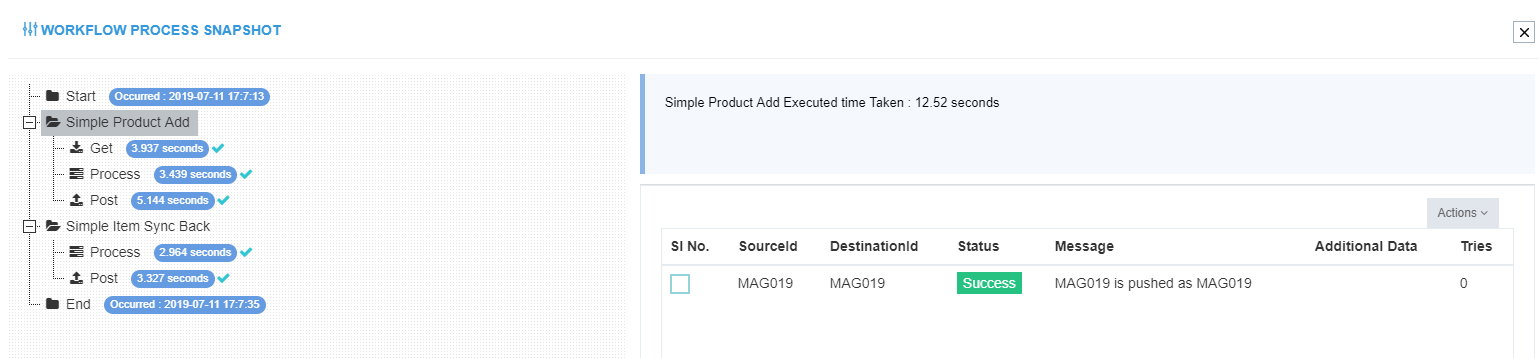 WORKFLOW PROCESS SNAPSHOT
Start Occurred : 2019-07-11 17:7:13
Simple Product Add
Get 3.937 seconds
Process 3.439 seconds
Post 5.144 seconds
Simple Item Sync Back
Process 2.964 seconds
Post 3.327 seconds
End Occurred : 2019-07-11 17:7:35
Simple Product Add Executed time Taken : 12.52 seconds
Actions
Sl No. SourceId DestinationId Status Message Additional Data Tries
MAG019 MAG019 Success MAG019 is pushed as MAG019 0